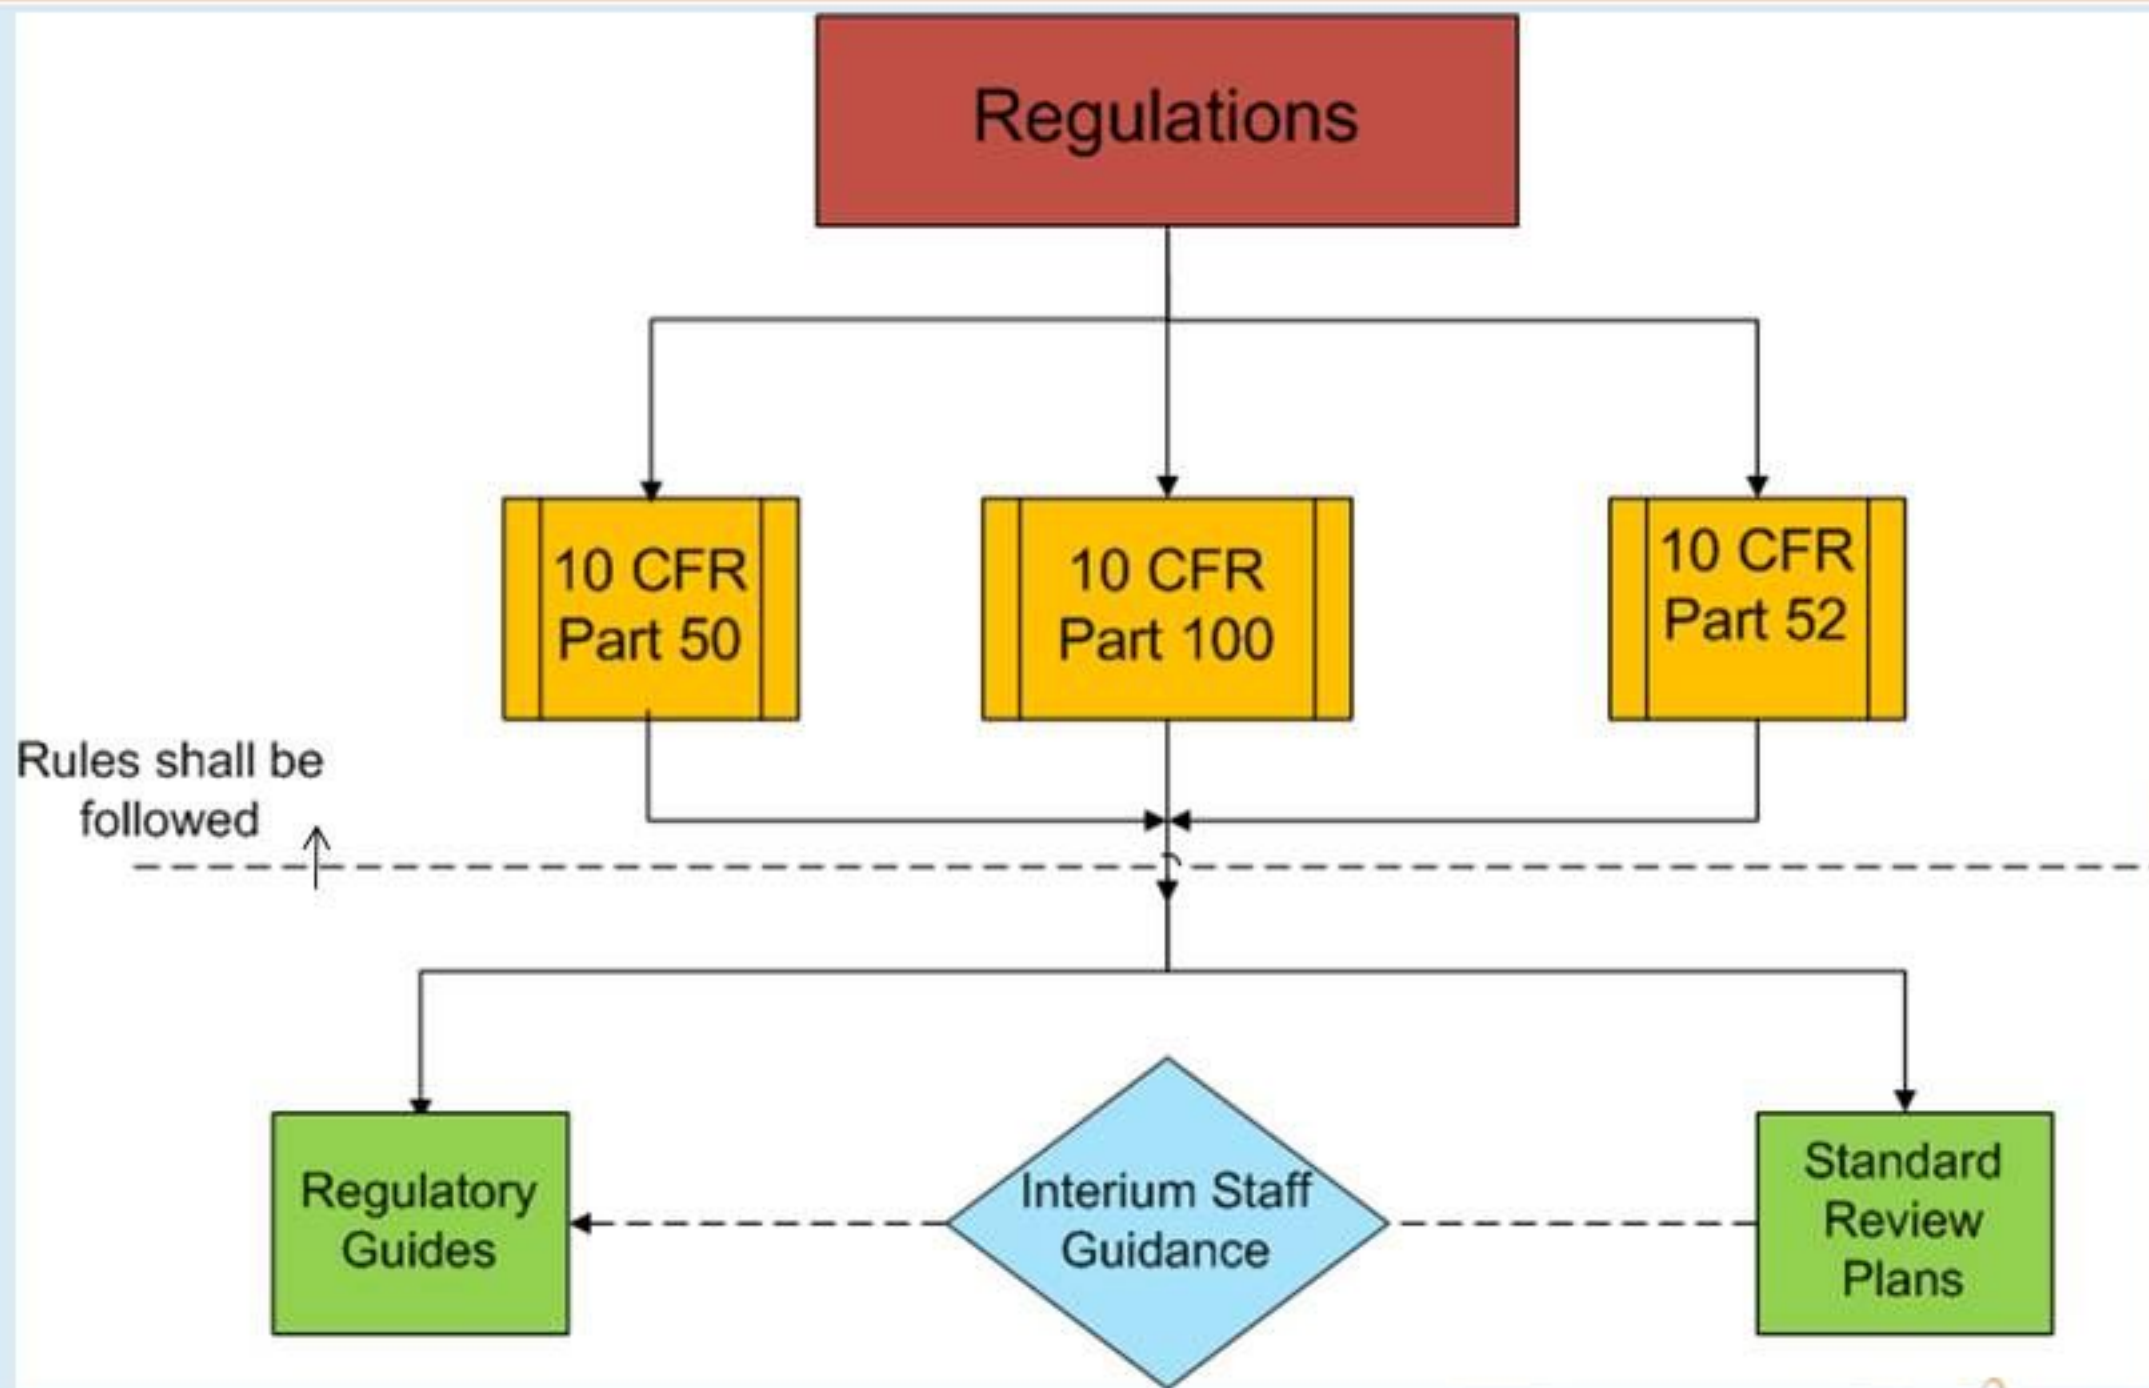 Regulations
10 CFR
Part 50
10 CFR
Part 100
10 CFR
Part 52
Rules shall be
followed
Regulatory
Guides
Interium Staff
Guidance
Standard
Review
Plans